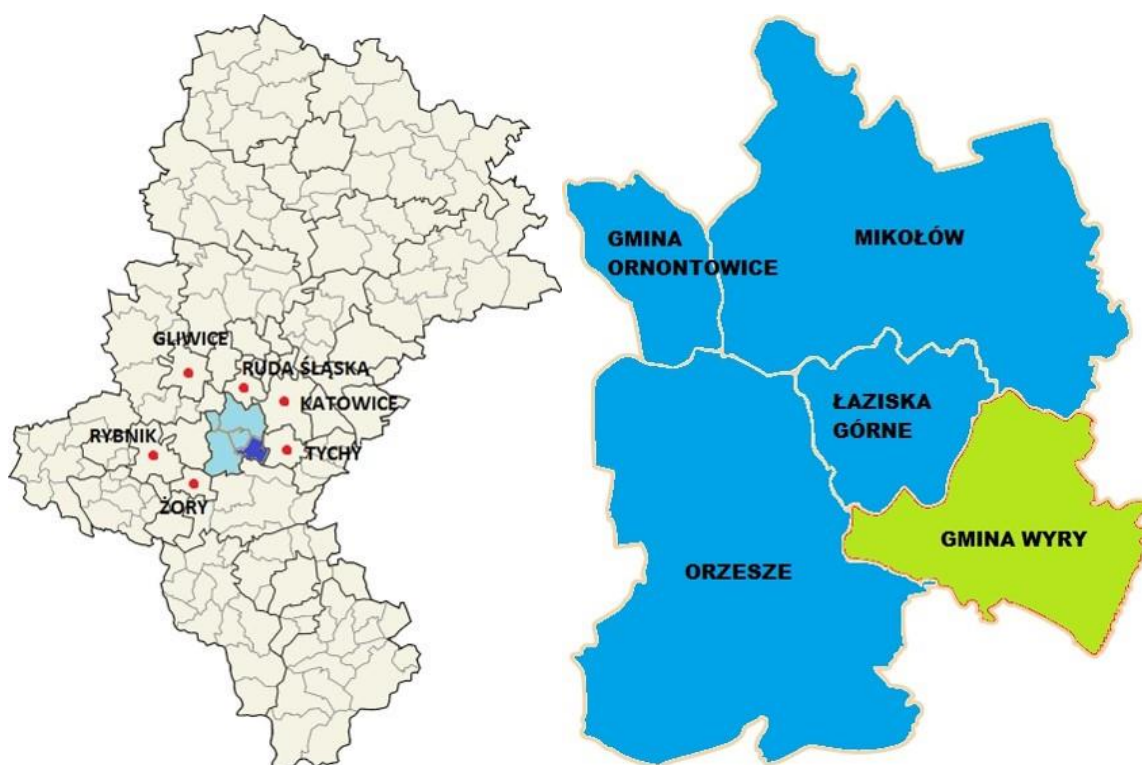 GLIWICE
RUDA ŚLĄSKA
KATOWICE
RYBNIK
TYCHY
ŻORY
GMINA
ORNONTOWICE
MIKOŁÓW
ŁAZISKA
GÓRNE
GMINA WYRY
ORZESZE